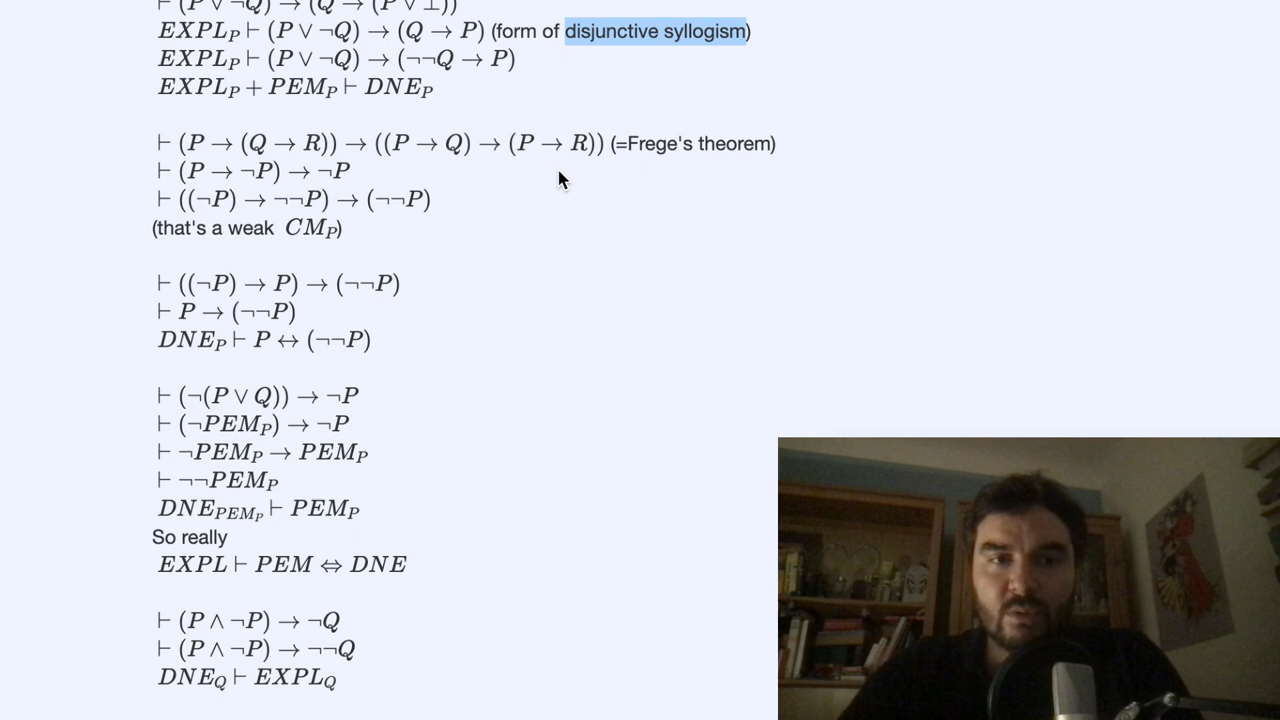 ⊢ (P ∨ ¬Q) → (Q → (P ∨ ⊥))
EXPL_P ⊢ (P ∨ ¬Q) → (Q → P) (form of disjunctive syllogism)
EXPL_P ⊢ (P ∨ ¬Q) → (¬¬Q → P)
EXPL_P + PEM_P ⊢ DNE_P
⊢ (P → (Q → R)) → ((P → Q) → (P → R)) (=Frege's theorem)
⊢ (P → ¬P) → ¬P
⊢ ((¬P) → ¬¬P) → (¬¬P)
(that's a weak CM_P)
⊢ ((¬P) → P) → (¬¬P)
⊢ P → (¬¬P)
DNE_P ⊢ P ↔ (¬¬P)
⊢ (¬(P ∨ Q)) → ¬P
⊢ (¬PEM_P) → ¬P
⊢ ¬PEM_P → PEM_P
⊢ ¬¬PEM_P
DNE_{PEM_P} ⊢ PEM_P
So really
EXPL ⊢ PEM ⇔ DNE
⊢ (P ∧ ¬P) → ¬Q
⊢ (P ∧ ¬P) → ¬¬Q
DNE_Q ⊢ EXPL_Q